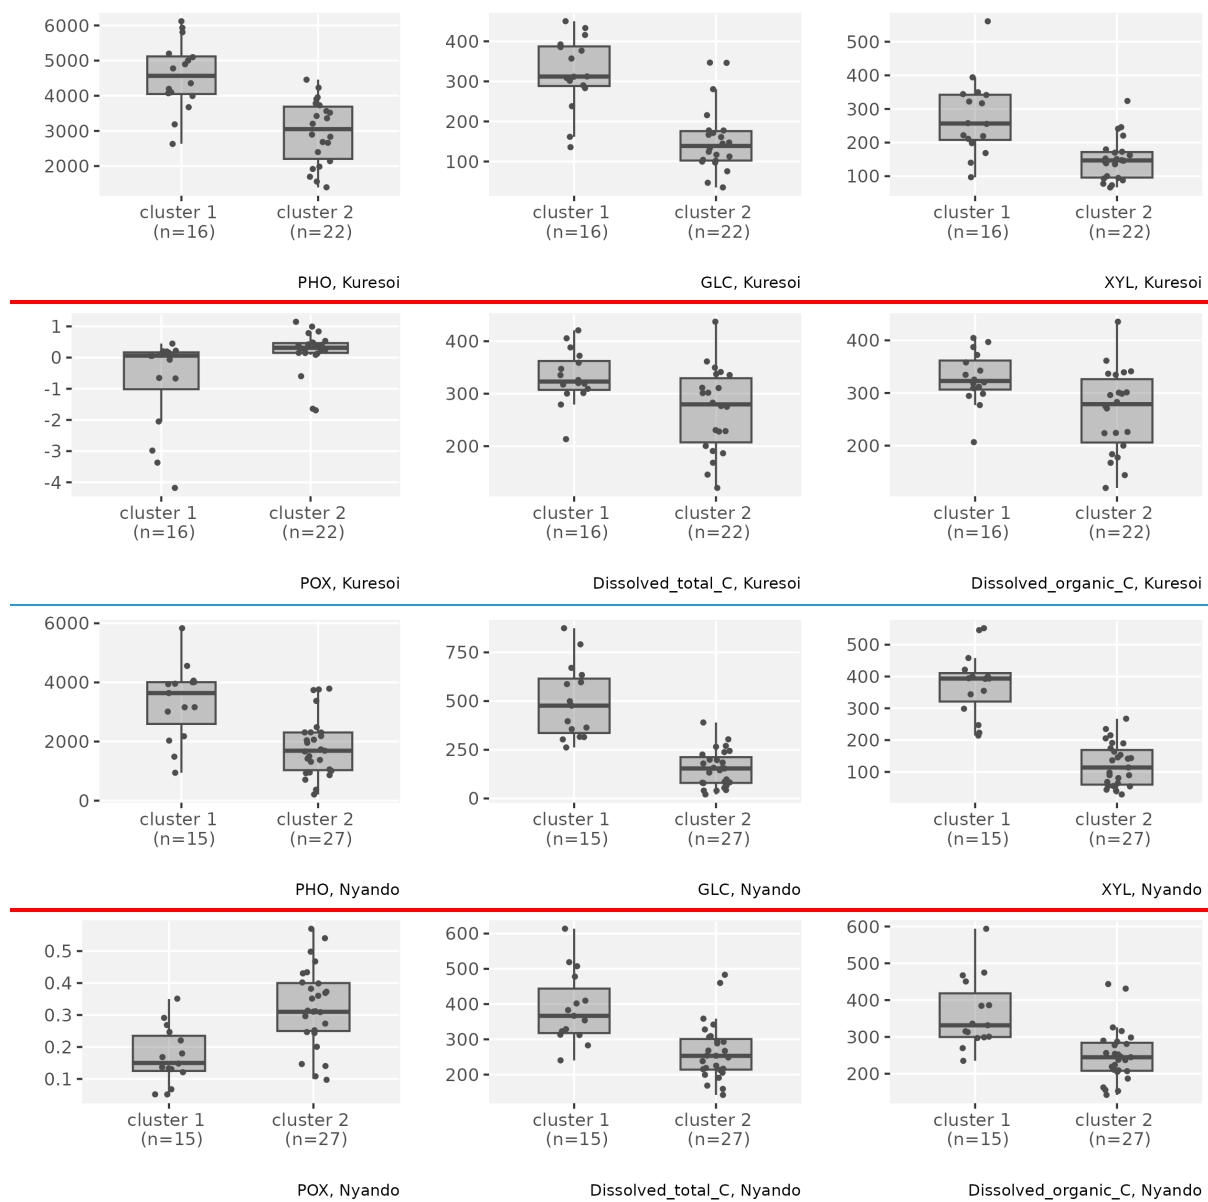 6000
5000
4000
3000
2000
cluster 1
(n=16)
cluster 2
(n=22)
PHO, Kuresoi
400
300
200
100
cluster 1
(n=16)
cluster 2
(n=22)
GLC, Kuresoi
500
400
300
200
100
cluster 1
(n=16)
cluster 2
(n=22)
XYL, Kuresoi
1
0
-1
-2
-3
-4
cluster 1
(n=16)
cluster 2
(n=22)
POX, Kuresoi
400
300
200
cluster 1
(n=16)
cluster 2
(n=22)
Dissolved_total_C, Kuresoi
400
300
200
cluster 1
(n=16)
cluster 2
(n=22)
Dissolved_organic_C, Kuresoi
6000
4000
2000
0
cluster 1
(n=15)
cluster 2
(n=27)
PHO, Nyando
750
500
250
0
cluster 1
(n=15)
cluster 2
(n=27)
GLC, Nyando
500
400
300
200
100
cluster 1
(n=15)
cluster 2
(n=27)
XYL, Nyando
0.5
0.4
0.3
0.2
0.1
cluster 1
(n=15)
cluster 2
(n=27)
POX, Nyando
600
500
400
300
200
cluster 1
(n=15)
cluster 2
(n=27)
Dissolved_total_C, Nyando
600
500
400
300
200
cluster 1
(n=15)
cluster 2
(n=27)
Dissolved_organic_C, Nyando